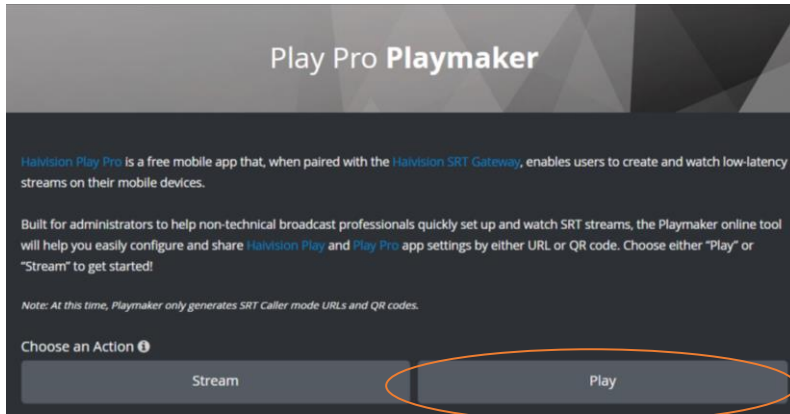 Play Pro Playmaker
Haivision Play Pro is a free mobile app that, when paired with the Haivision SRT Gateway, enables users to create and watch low-latency
streams on their mobile devices.
Built for administrators to help non-technical broadcast professionals quickly set up and watch SRT streams, the Playmaker online tool
will help you easily configure and share Haivision Play and Play Pro app settings by either URL or QR code. Choose either “Play” or
“Stream” to get started!
Note: At this time, Playmaker only generates SRT Caller mode URLs and QR codes.
Choose an Action
Stream
Play